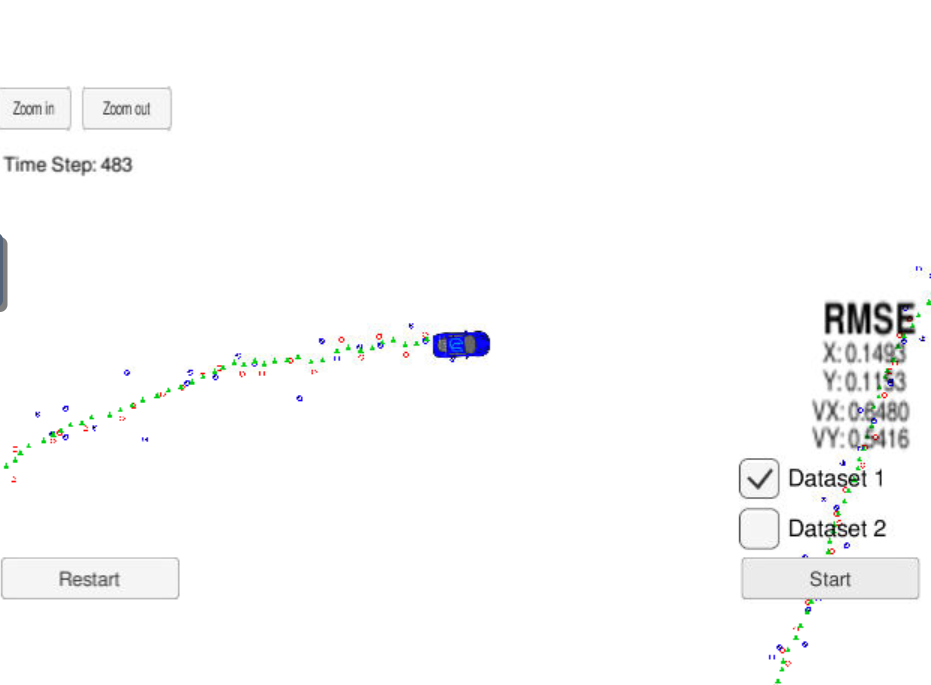 Zoom in
Zoom out
Time Step: 483
RMSE
X: 0.1493
Y: 0.1153
VX: 0.6480
VY: 0.5416
Dataset 1
Dataset 2
Restart
Start